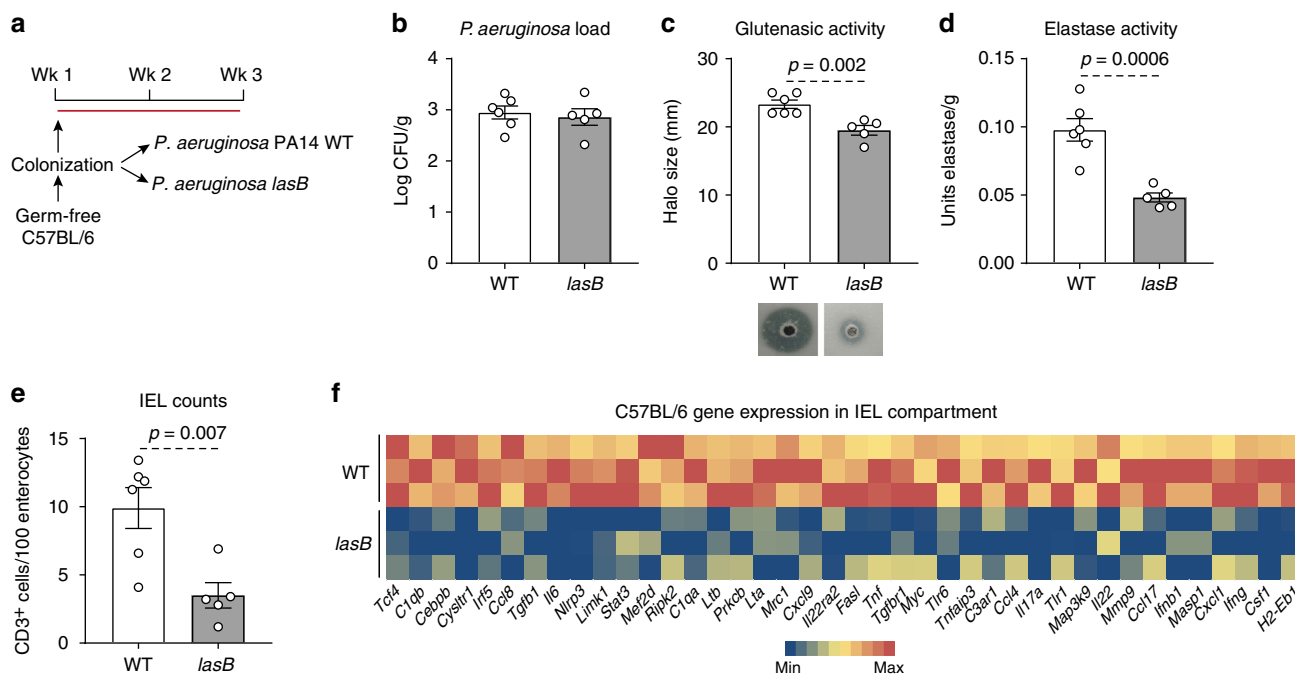 a
Wk 1 Wk 2 Wk 3
Colonization
P. aeruginosa PA14 WT
P. aeruginosa lasB
Germ-free
C57BL/6
b
P. aeruginosa load
Log CFU/g
4
3
2
1
0
WT lasB
c
Glutenasic activity
p = 0.002
Halo size (mm)
30
20
10
0
WT lasB
d
Elastase activity
p = 0.0006
Units elastase/g
0.15
0.10
0.05
0.00
WT lasB
e
IEL counts
p = 0.007
CD3+ cells/100 enterocytes
15
10
5
0
WT lasB
f
C57BL/6 gene expression in IEL compartment
WT
lasB
Tcf4 C1qb Cebpb Cysltr1 Irf5 Ccl8 Tgfb1 Il6 Nlrp3 Limk1 Stat3 Mef2d Ripk2 C1qa Ltb Prkcb Lta Mrc1 Cxcl9 Il22ra2 Fasl Tnf Tgfbr1 Myc Tlr6 Tnfaip3 C3ar1 Ccl4 Il17a Tlr1 Map3k9 Il22 Mmp9 Ccl17 Ifnb1 Masp1 Cxcl1 Ifng Csf1 H2-Eb1
Min Max